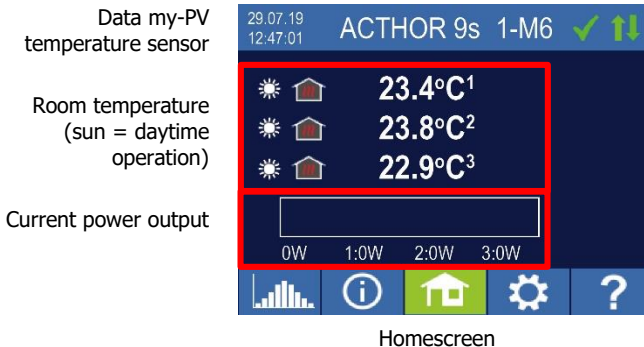 Data my-PV
temperature sensor
Room temperature
(sun = daytime
operation)
Current power output
29.07.19
12:47:01
ACTHOR 9s 1-M6
23.4°C1
23.8°C2
22.9°C3
0W 1:0W 2:0W 3:0W
?
Homescreen